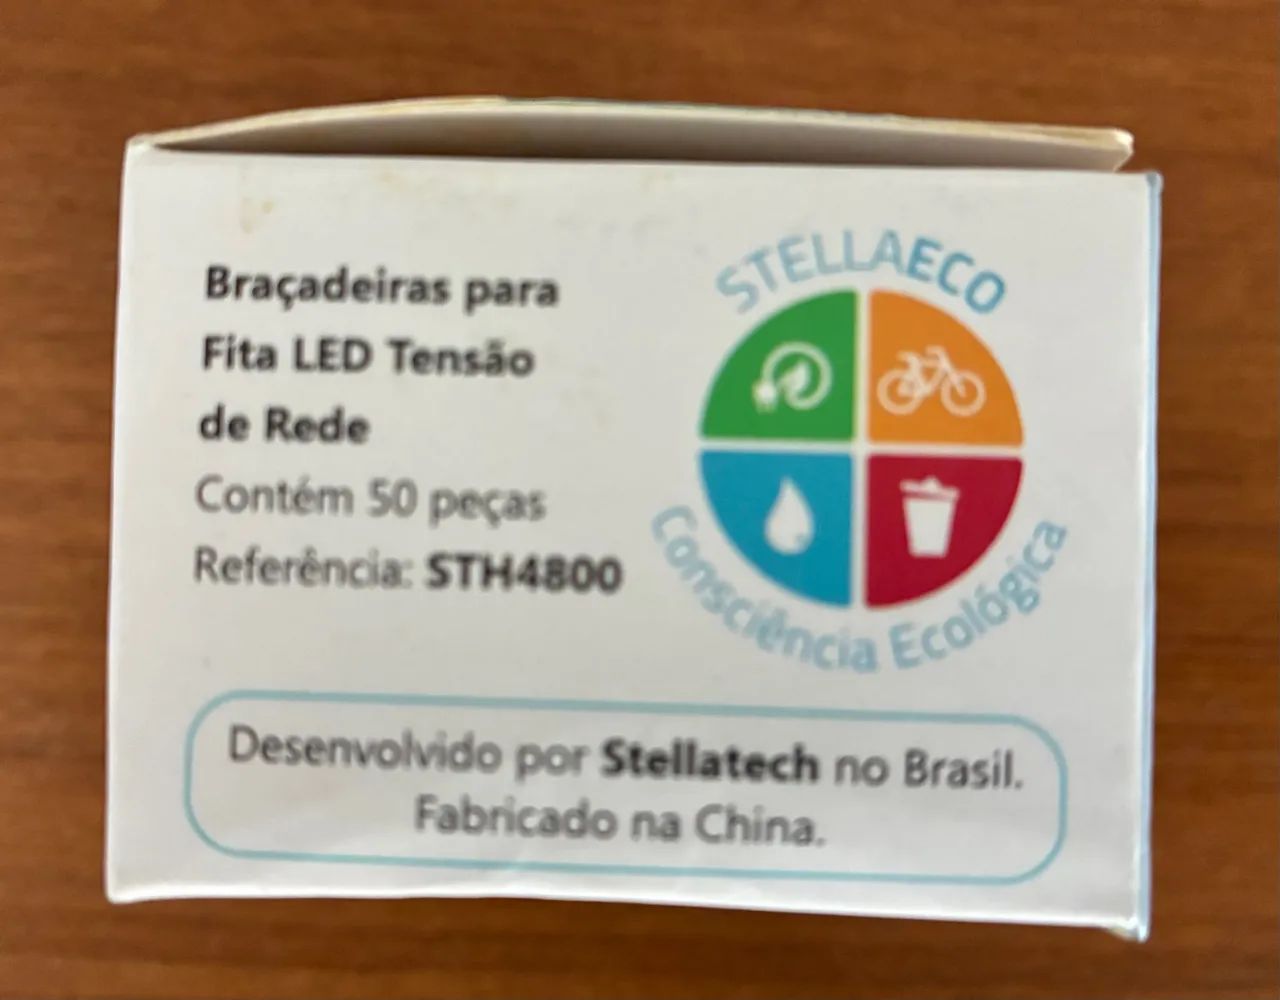 Braçadeiras para
Fita LED Tensão
de Rede
Contém 50 peças
Referência: STH4800
STELLAECO
Consciência Ecológica
Desenvolvido por Stellatech no Brasil.
Fabricado na China.